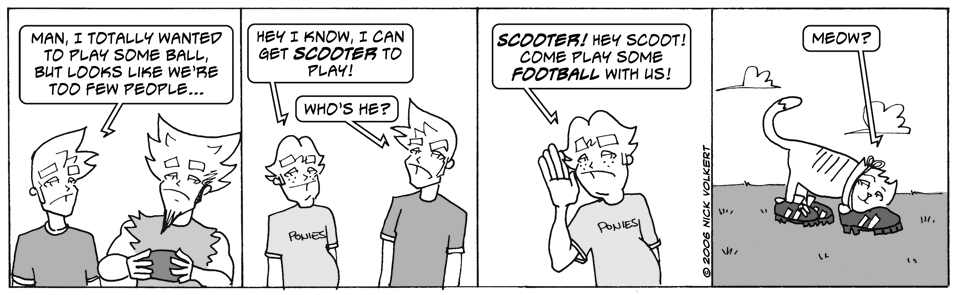 MAN, I TOTALLY WANTED
TO PLAY SOME BALL,
BUT LOOKS LIKE WE'RE
TOO FEW PEOPLE...
HEY I KNOW, I CAN
GET SCOOTER TO
PLAY!
WHO'S HE?
PONIES
SCOOTER! HEY SCOOT!
COME PLAY SOME
FOOTBALL WITH US!
PONIES
© 2006 NICK VOLKERT
MEOW?